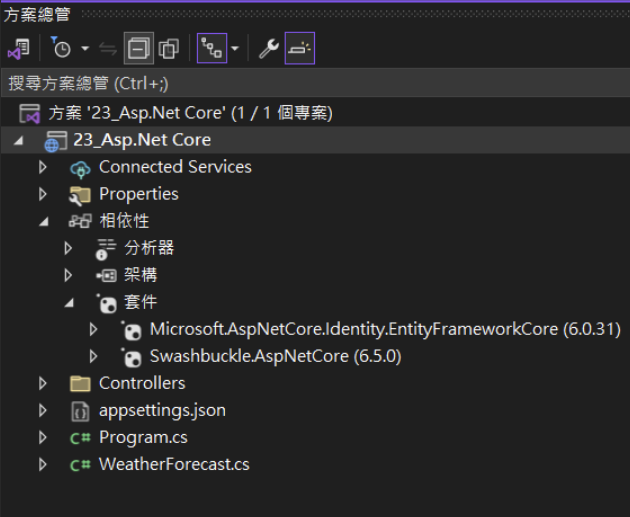 方案總管
搜尋方案總管 (Ctrl+;)
方案 '23_Asp.Net Core' (1 / 1 個專案)
23_Asp.Net Core
Connected Services
Properties
相依性
分析器
架構
套件
Microsoft.AspNetCore.Identity.EntityFrameworkCore (6.0.31)
Swashbuckle.AspNetCore (6.5.0)
Controllers
appsettings.json
C# Program.cs
C# WeatherForecast.cs